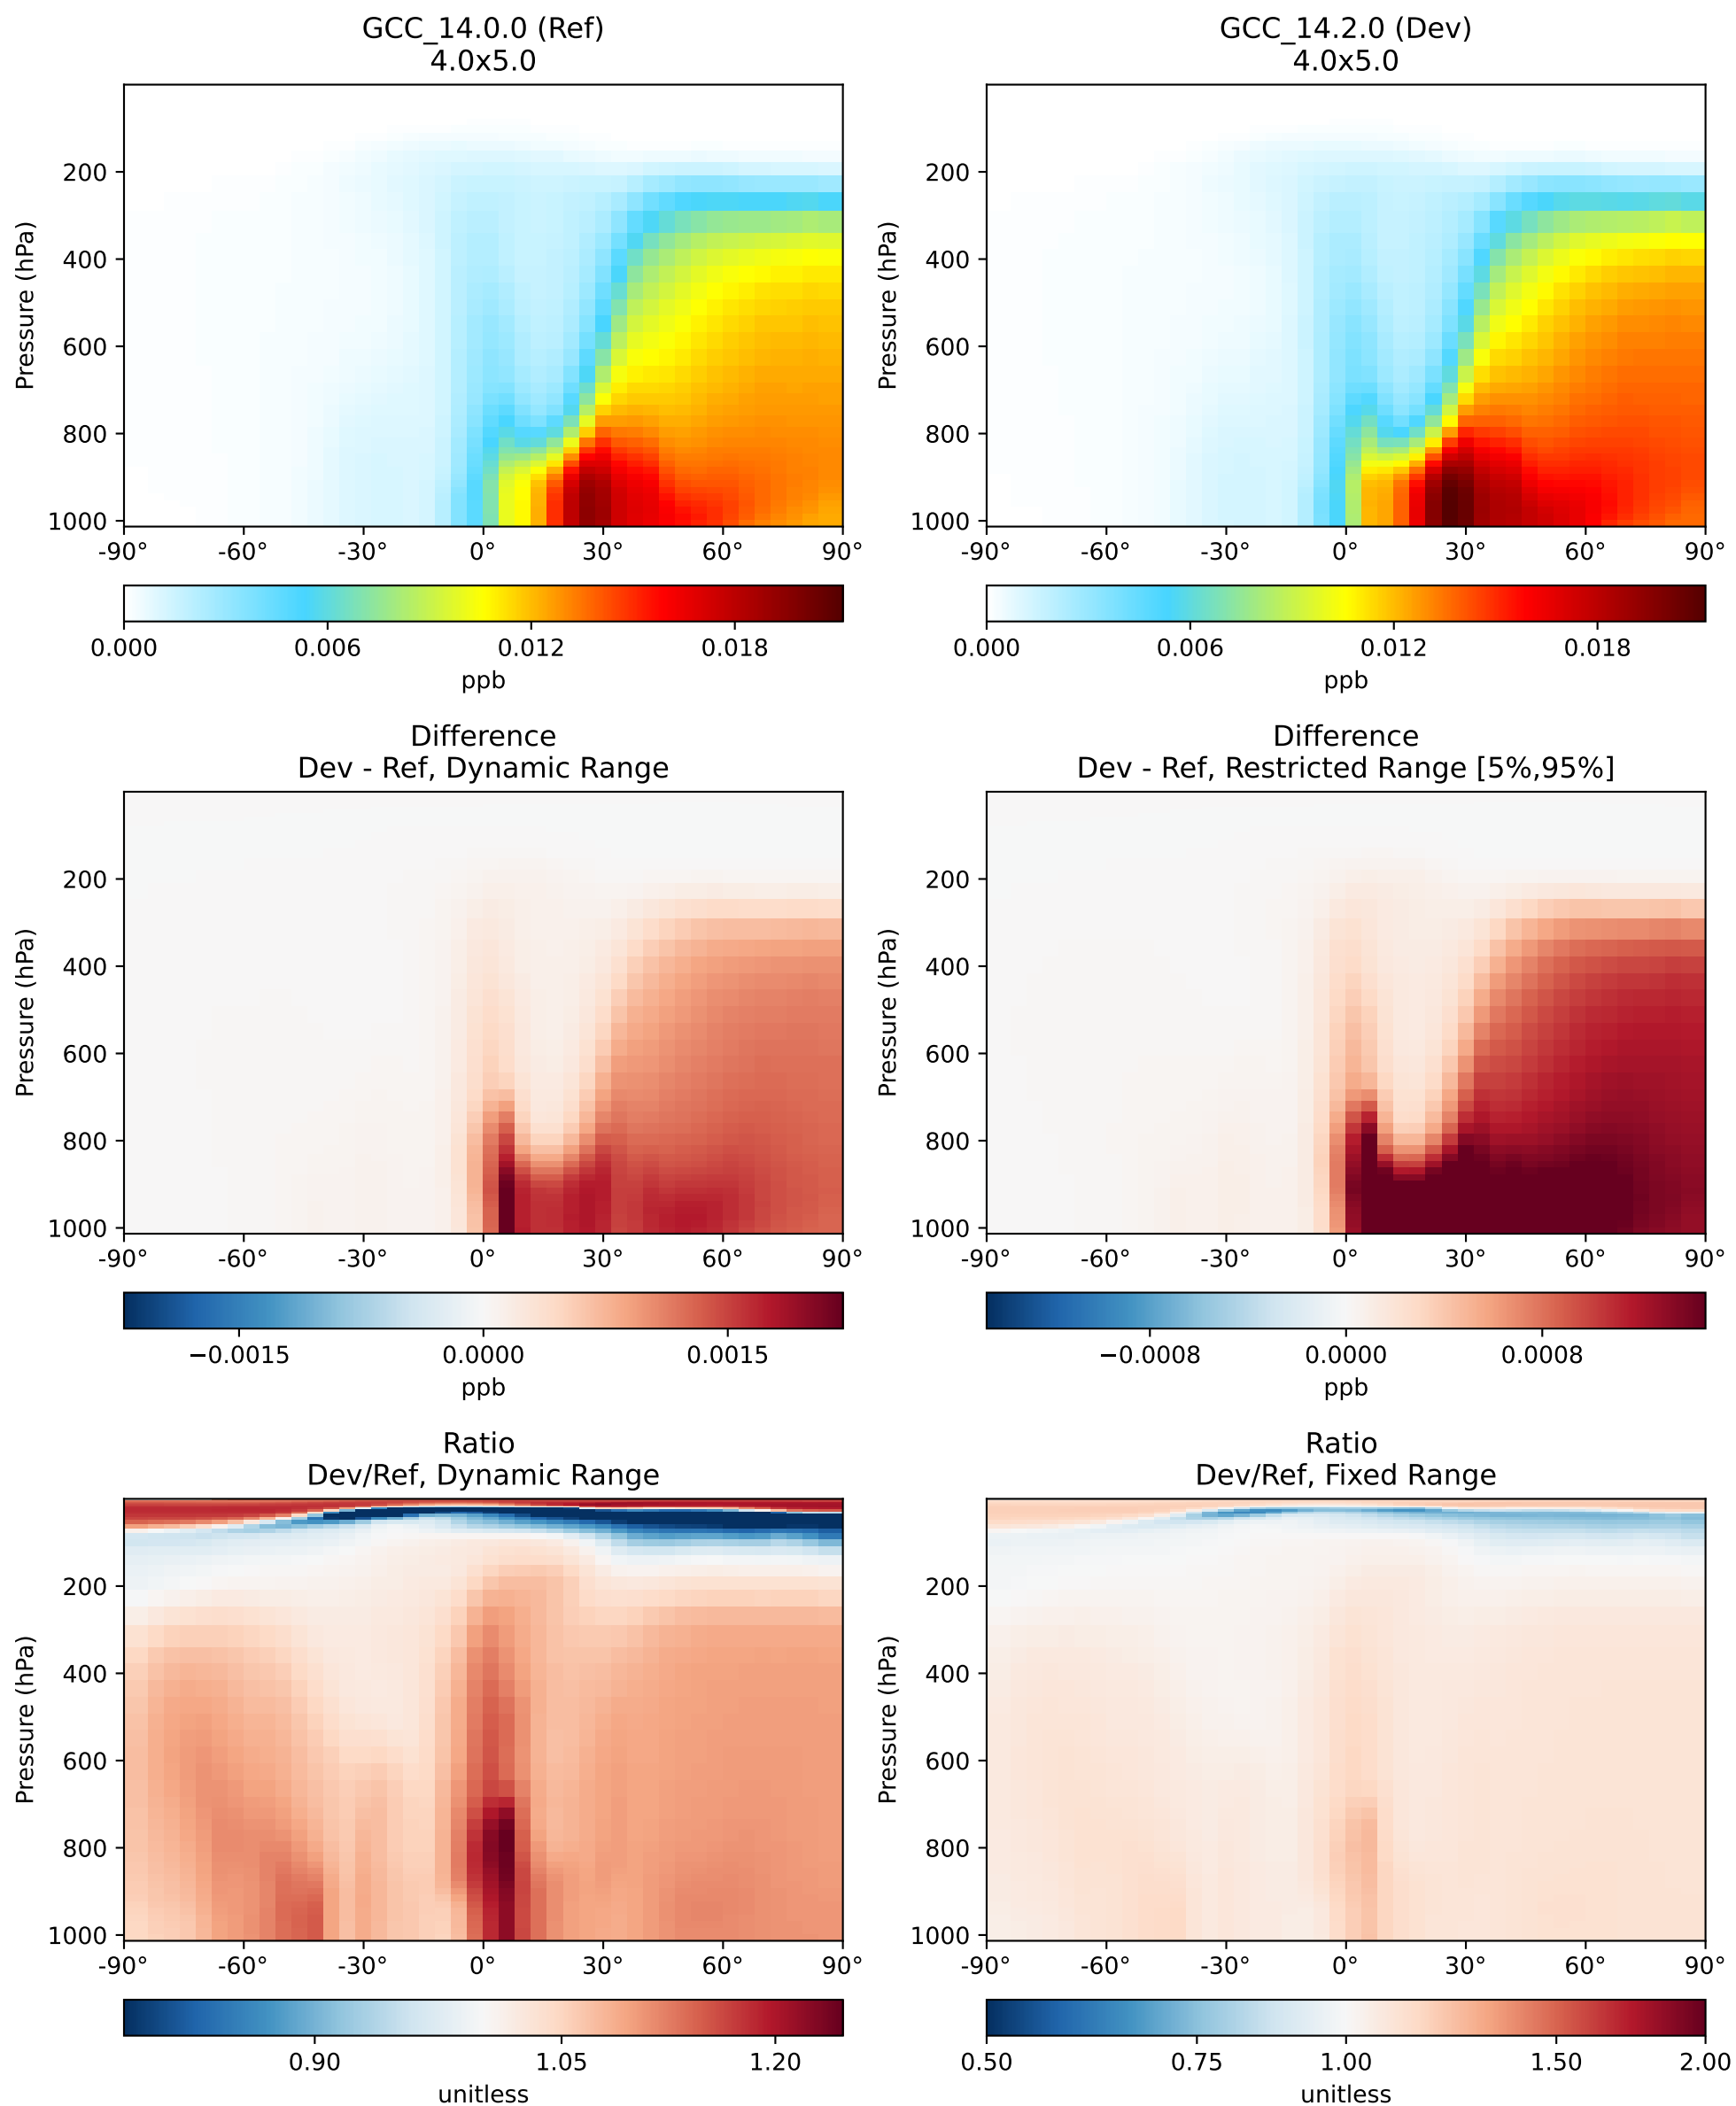 GCC_14.0.0 (Ref)
4.0x5.0
GCC_14.2.0 (Dev)
4.0x5.0
Pressure (hPa)
200
400
600
800
1000
-90° -60° -30° 0° 30° 60° 90°
0.000 0.006 0.012 0.018
ppb
Pressure (hPa)
200
400
600
800
1000
-90° -60° -30° 0° 30° 60° 90°
0.000 0.006 0.012 0.018
ppb
Difference
Dev - Ref, Dynamic Range
Difference
Dev - Ref, Restricted Range [5%,95%]
Pressure (hPa)
200
400
600
800
1000
-90° -60° -30° 0° 30° 60° 90°
−0.0015 0.0000 0.0015
ppb
Pressure (hPa)
200
400
600
800
1000
-90° -60° -30° 0° 30° 60° 90°
−0.0008 0.0000 0.0008
ppb
Ratio
Dev/Ref, Dynamic Range
Ratio
Dev/Ref, Fixed Range
Pressure (hPa)
200
400
600
800
1000
-90° -60° -30° 0° 30° 60° 90°
0.90 1.05 1.20
unitless
Pressure (hPa)
200
400
600
800
1000
-90° -60° -30° 0° 30° 60° 90°
0.50 0.75 1.00 1.50 2.00
unitless